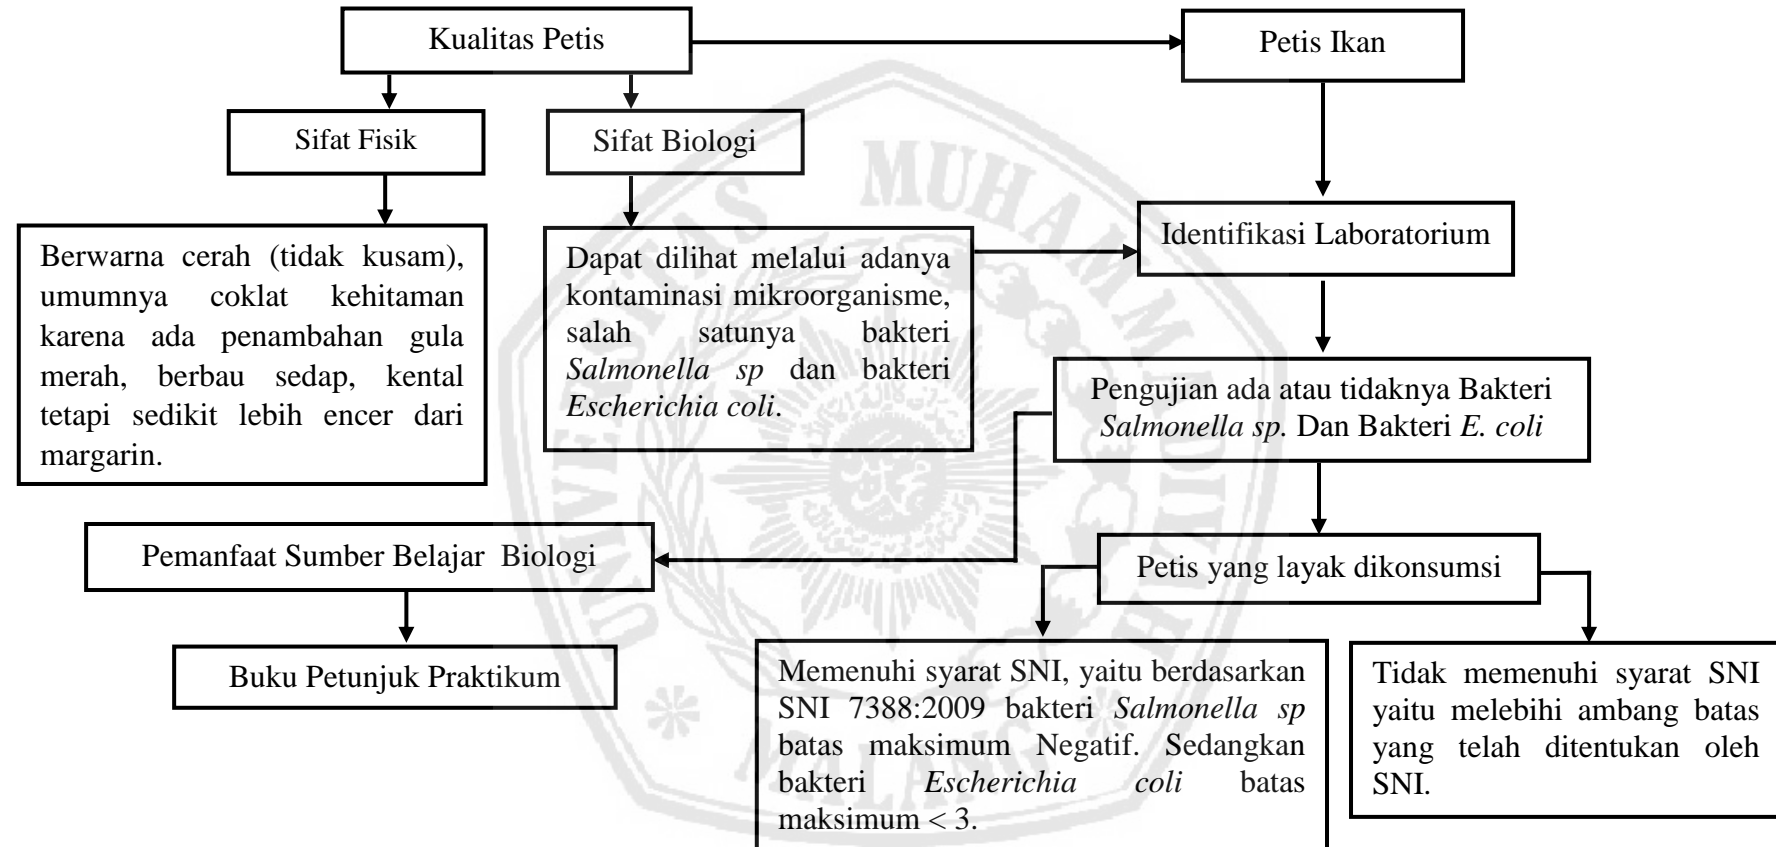 Kualitas Petis
Petis Ikan
Sifat Fisik
Sifat Biologi
Berwarna cerah (tidak kusam),
umumnya coklat kehitaman
karena ada penambahan gula
merah, berbau sedap, kental
tetapi sedikit lebih encer dari
margarin.
Dapat dilihat melalui adanya
kontaminasi mikroorganisme,
salah satunya bakteri
Salmonella sp dan bakteri
Escherichia coli.
Identifikasi Laboratorium
Pengujian ada atau tidaknya Bakteri
Salmonella sp. Dan Bakteri E. coli
Pemanfaat Sumber Belajar Biologi
Petis yang layak dikonsumsi
Buku Petunjuk Praktikum
Memenuhi syarat SNI, yaitu berdasarkan
SNI 7388:2009 bakteri Salmonella sp
batas maksimum Negatif. Sedangkan
bakteri Escherichia coli batas
maksimum < 3.
Tidak memenuhi syarat SNI
yaitu melebihi ambang batas
yang telah ditentukan oleh
SNI.
UNIVERSITAS MUHAMMADIYAH
MALANG